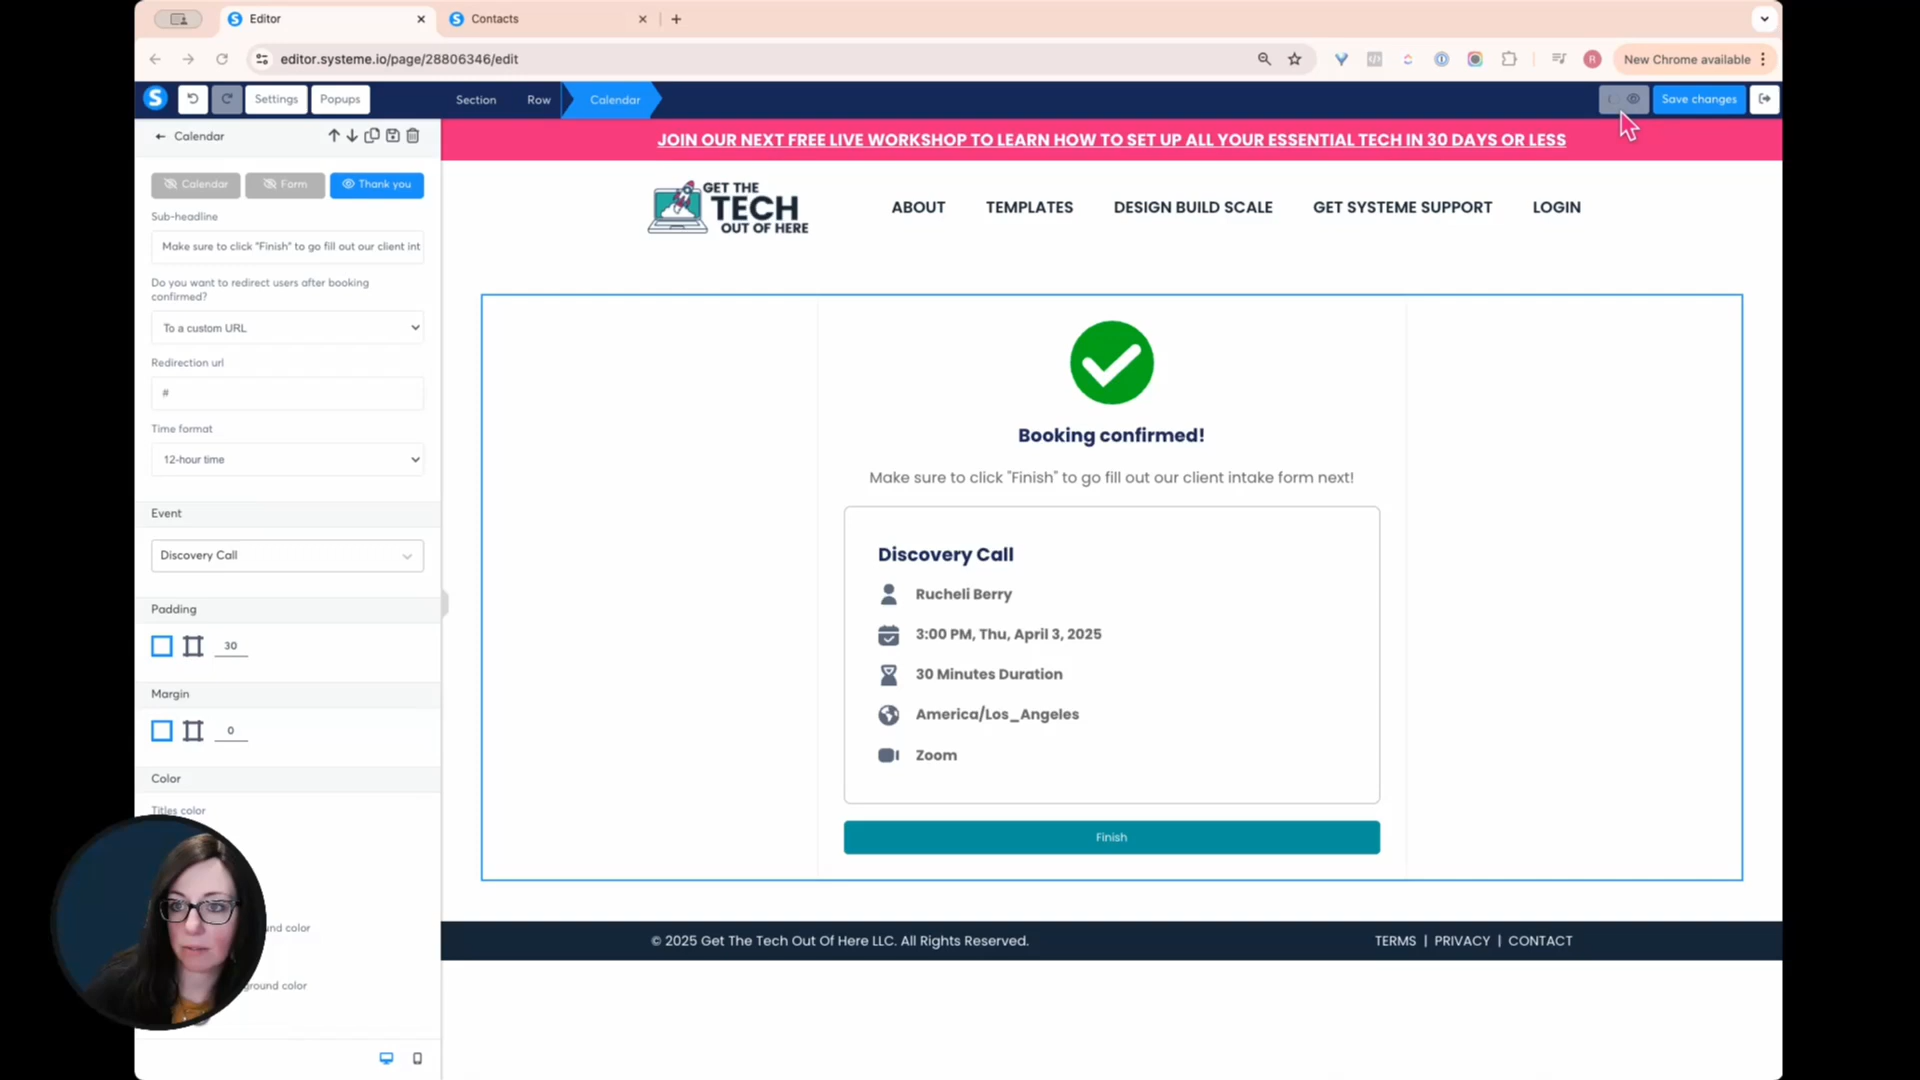 Editor
Contacts
editor.systeme.io/page/28806346/edit
R
New Chrome available
S
Settings
Popups
Section
Row
Calendar
Save changes
Calendar
Calendar
Form
Thank you
Sub-headline
Make sure to click "Finish" to go fill out our client int
Do you want to redirect users after booking
confirmed?
To a custom URL
Redirection url
#
Time format
12-hour time
Event
Discovery Call
Padding
30
Margin
0
Color
Titles color
und color
ground color
JOIN OUR NEXT FREE LIVE WORKSHOP TO LEARN HOW TO SET UP ALL YOUR ESSENTIAL TECH IN 30 DAYS OR LESS
GET THE
TECH
OUT OF HERE
ABOUT
TEMPLATES
DESIGN BUILD SCALE
GET SYSTEME SUPPORT
LOGIN
Booking confirmed!
Make sure to click "Finish" to go fill out our client intake form next!
Discovery Call
Rucheli Berry
3:00 PM, Thu, April 3, 2025
30 Minutes Duration
America/Los_Angeles
Zoom
Finish
© 2025 Get The Tech Out Of Here LLC. All Rights Reserved.
TERMS | PRIVACY | CONTACT